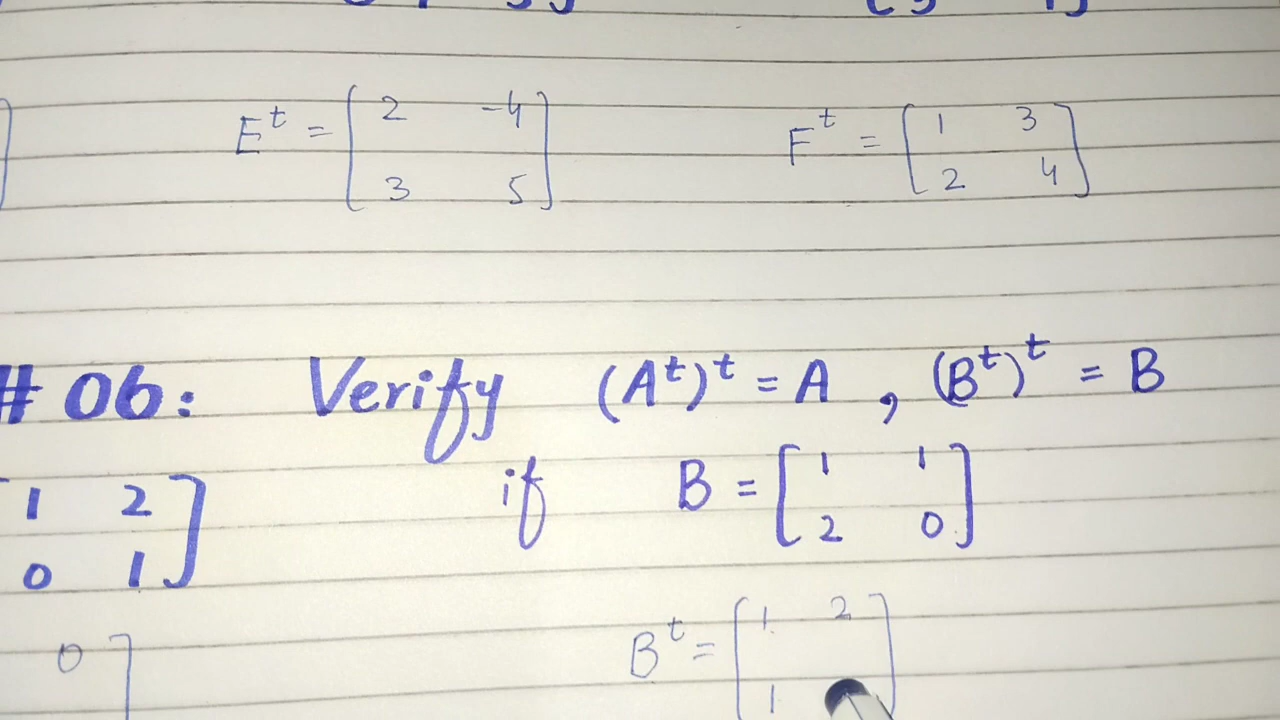 E^t = [ 2 -4    F^t = [ 1 3
3 5 ]    2 4 ]
# 06: Verify (A^t)^t = A , (B^t)^t = B
1 2 ]    if B = [ 1 1
0 1    2 0 ]
0 ]    B^t = [ 1 2 ]
1